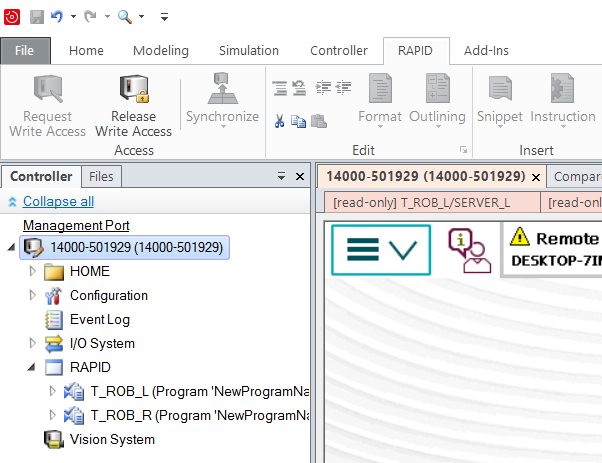 File Home Modeling Simulation Controller RAPID Add-Ins
Request Write Access
Release Write Access
Synchronize
Format Outlining
Snippet Instruction
Access Edit Insert
Controller Files
14000-501929 (14000-501929) Compare
Collapse all
[read-only] T_ROB_L/SERVER_L [read-only
Management Port
14000-501929 (14000-501929)
Remote
DESKTOP-7IN
HOME
Configuration
Event Log
I/O System
RAPID
T_ROB_L (Program 'NewProgramNa
T_ROB_R (Program 'NewProgramNa
Vision System